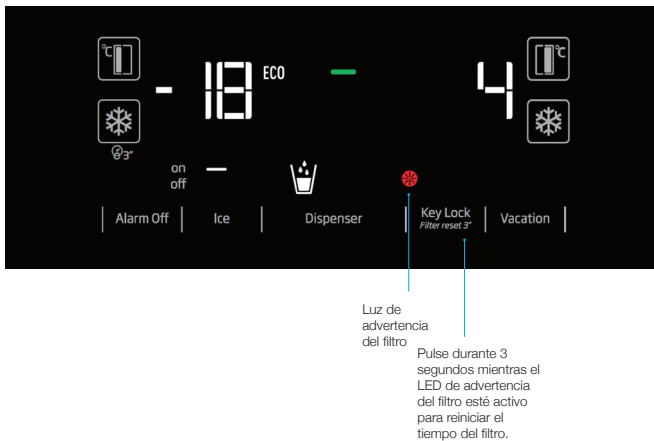 °C
°C
-18 ECO
4
3"
on
off
Alarm Off Ice Dispenser Key Lock Vacation
Filter reset 3"
Luz de
advertencia
del filtro
Pulse durante 3
segundos mientras el
LED de advertencia
del filtro esté activo
para reiniciar el
tiempo del filtro.